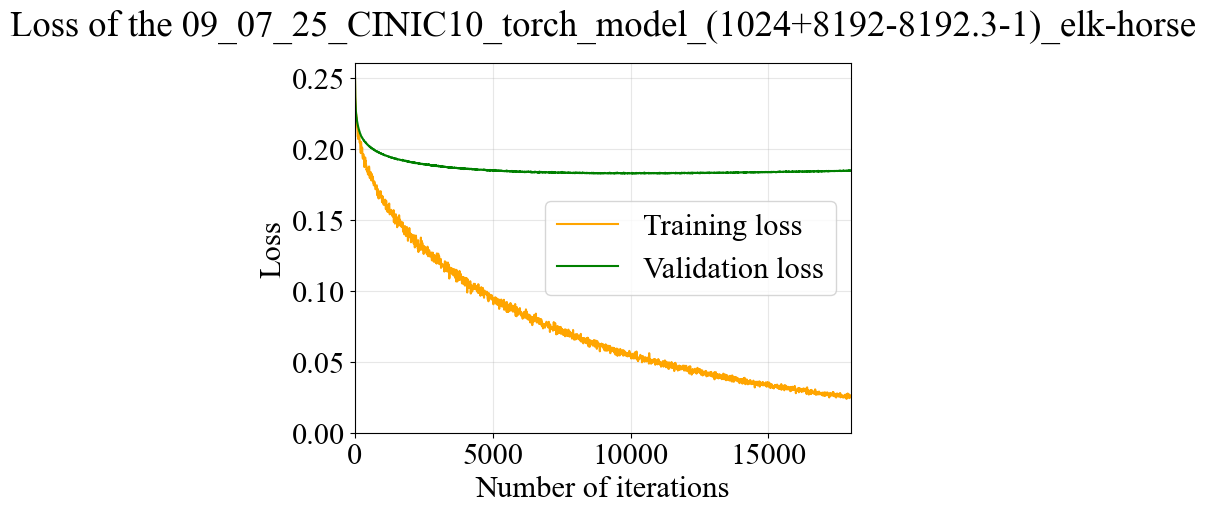 Loss of the 09_07_25_CINIC10_torch_model_(1024+8192-8192.3-1)_elk-horse
0.25
0.20
0.15
0.10
0.05
0.00
Loss
Training loss
Validation loss
0 5000 10000 15000
Number of iterations